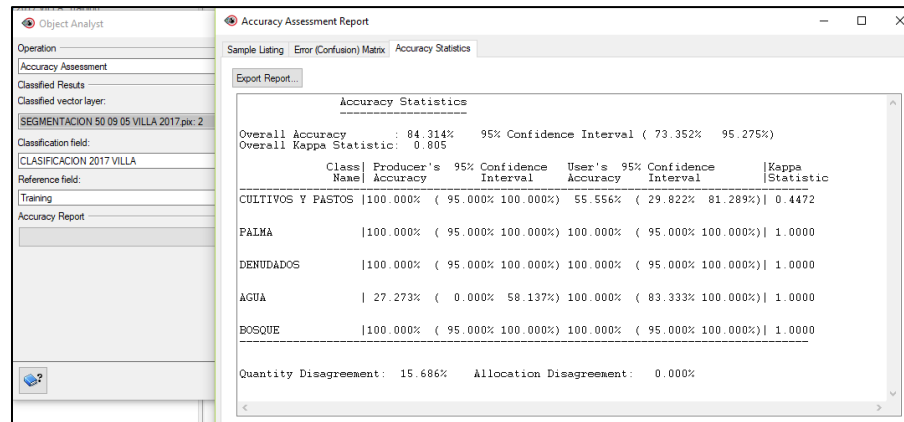 Object Analyst
Operation
Accuracy Assessment
Classified Resuts
Classified vector layer:
SEGMENTACION 50 09 05 VILLA 2017.pix: 2
Classification field:
CLASIFICACION 2017 VILLA
Reference field:
Training
Accuracy Report
Accuracy Assessment Report
Sample Listing Error (Confusion) Matrix Accuracy Statistics
Export Report...
Accuracy Statistics
Overall Accuracy : 84.314% 95% Confidence Interval ( 73.352% 95.275%)
Overall Kappa Statistic: 0.805
Class| Producer's 95% Confidence User's 95% Confidence |Kappa
Name| Accuracy Interval Accuracy Interval |Statistic
CULTIVOS Y PASTOS |100.000% ( 95.000% 100.000%) 55.556% ( 29.822% 81.289%)| 0.4472
PALMA |100.000% ( 95.000% 100.000%) 100.000% ( 95.000% 100.000%)| 1.0000
DENUDADOS |100.000% ( 95.000% 100.000%) 100.000% ( 95.000% 100.000%)| 1.0000
AGUA | 27.273% ( 0.000% 58.137%) 100.000% ( 83.333% 100.000%)| 1.0000
BOSQUE |100.000% ( 95.000% 100.000%) 100.000% ( 95.000% 100.000%)| 1.0000
Quantity Disagreement: 15.686% Allocation Disagreement: 0.000%